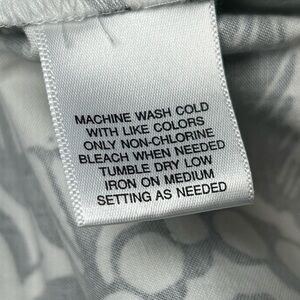 MACHINE WASH COLD
WITH LIKE COLORS
ONLY NON-CHLORINE
BLEACH WHEN NEEDED
TUMBLE DRY LOW
IRON ON MEDIUM
SETTING AS NEEDED